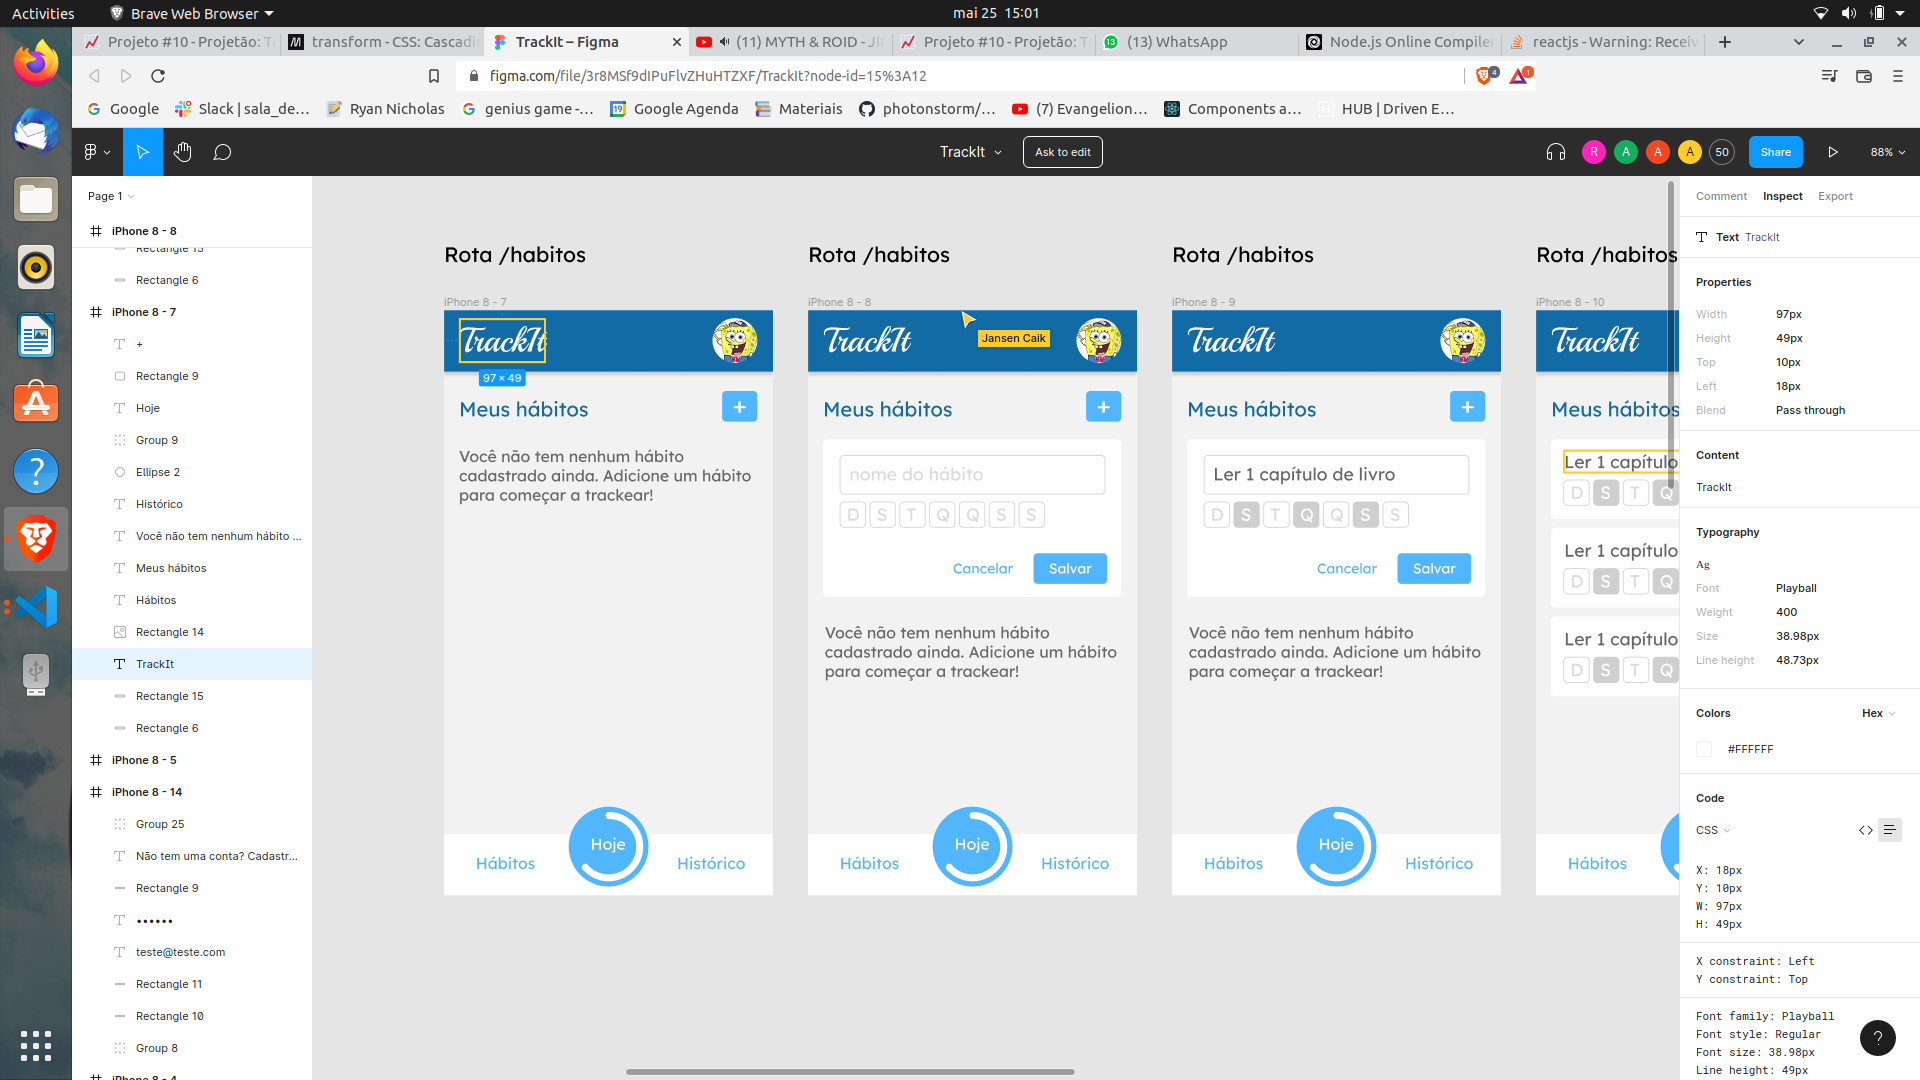 Activities
Brave Web Browser
mai 25 15:01
Projeto #10 - Projetão: T
transform - CSS: Cascadi
TrackIt – Figma
(11) MYTH & ROID - JI
Projeto #10 - Projetão: T
(13) WhatsApp
Node.js Online Compiler
reactjs - Warning: Receiv
figma.com/file/3r8MSf9dIPuFlvZHuHTZXF/TrackIt?node-id=15%3A12
4
1
Google
Slack | sala_de...
Ryan Nicholas
genius game -...
Google Agenda
Materiais
photonstorm/...
(7) Evangelion...
Components a...
HUB | Driven E...
TrackIt
Ask to edit
R
A
A
A
50
Share
88%
Page 1
iPhone 8 - 8
Rectangle 15
Rectangle 6
iPhone 8 - 7
+
Rectangle 9
Hoje
Group 9
Ellipse 2
Histórico
Você não tem nenhum hábito ...
Meus hábitos
Hábitos
Rectangle 14
TrackIt
Rectangle 15
Rectangle 6
iPhone 8 - 5
iPhone 8 - 14
Group 25
Não tem uma conta? Cadastr...
Rectangle 9
••••••
teste@teste.com
Rectangle 11
Rectangle 10
Group 8
iPhone 8 - 4
Rota /habitos
iPhone 8 - 7
TrackIt
97 × 49
Meus hábitos
+
Você não tem nenhum hábito
cadastrado ainda. Adicione um hábito
para começar a trackear!
Hábitos
Hoje
Histórico
Rota /habitos
iPhone 8 - 8
TrackIt
Jansen Caik
Meus hábitos
+
nome do hábito
D S T Q Q S S
Cancelar
Salvar
Você não tem nenhum hábito
cadastrado ainda. Adicione um hábito
para começar a trackear!
Hábitos
Hoje
Histórico
Rota /habitos
iPhone 8 - 9
TrackIt
Meus hábitos
+
Ler 1 capítulo de livro
D S T Q Q S S
Cancelar
Salvar
Você não tem nenhum hábito
cadastrado ainda. Adicione um hábito
para começar a trackear!
Hábitos
Hoje
Histórico
Rota /habitos
iPhone 8 - 10
TrackIt
Meus hábitos
Ler 1 capítulo
D S T Q
Ler 1 capítulo
D S T Q
Ler 1 capítulo
D S T Q
Hábitos
Comment
Inspect
Export
Text TrackIt
Properties
Width 97px
Height 49px
Top 10px
Left 18px
Blend Pass through
Content
TrackIt
Typography
Ag
Font Playball
Weight 400
Size 38.98px
Line height 48.73px
Colors
Hex
#FFFFFF
Code
CSS
X: 18px
Y: 10px
W: 97px
H: 49px
X constraint: Left
Y constraint: Top
Font family: Playball
Font style: Regular
Font size: 38.98px
Line height: 49px
?